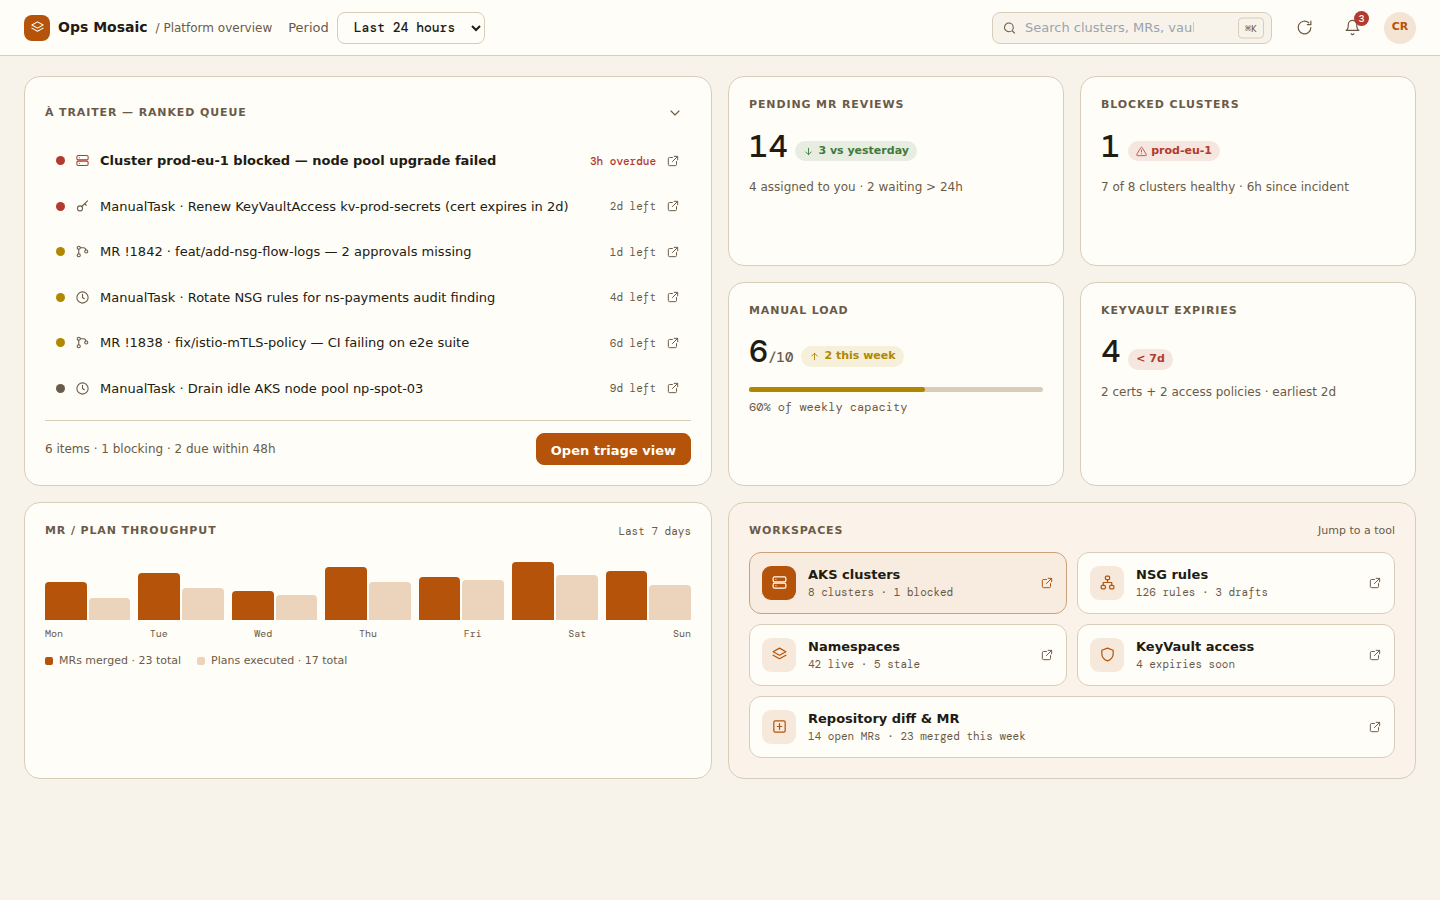 Ops Mosaic / Platform overview Period Last 24 hours
Search clusters, MRs, vaul ⌘K 3 CR
À TRAITER — RANKED QUEUE
Cluster prod-eu-1 blocked — node pool upgrade failed 3h overdue
ManualTask · Renew KeyVaultAccess kv-prod-secrets (cert expires in 2d) 2d left
MR !1842 · feat/add-nsg-flow-logs — 2 approvals missing 1d left
ManualTask · Rotate NSG rules for ns-payments audit finding 4d left
MR !1838 · fix/istio-mTLS-policy — CI failing on e2e suite 6d left
ManualTask · Drain idle AKS node pool np-spot-03 9d left
6 items · 1 blocking · 2 due within 48h Open triage view
PENDING MR REVIEWS
14 3 vs yesterday
4 assigned to you · 2 waiting > 24h
BLOCKED CLUSTERS
1 prod-eu-1
7 of 8 clusters healthy · 6h since incident
MANUAL LOAD
6/10 2 this week
60% of weekly capacity
KEYVAULT EXPIRIES
4 < 7d
2 certs + 2 access policies · earliest 2d
MR / PLAN THROUGHPUT Last 7 days
Mon Tue Wed Thu Fri Sat Sun
MRs merged · 23 total Plans executed · 17 total
WORKSPACES Jump to a tool
AKS clusters
8 clusters · 1 blocked
NSG rules
126 rules · 3 drafts
Namespaces
42 live · 5 stale
KeyVault access
4 expiries soon
Repository diff & MR
14 open MRs · 23 merged this week